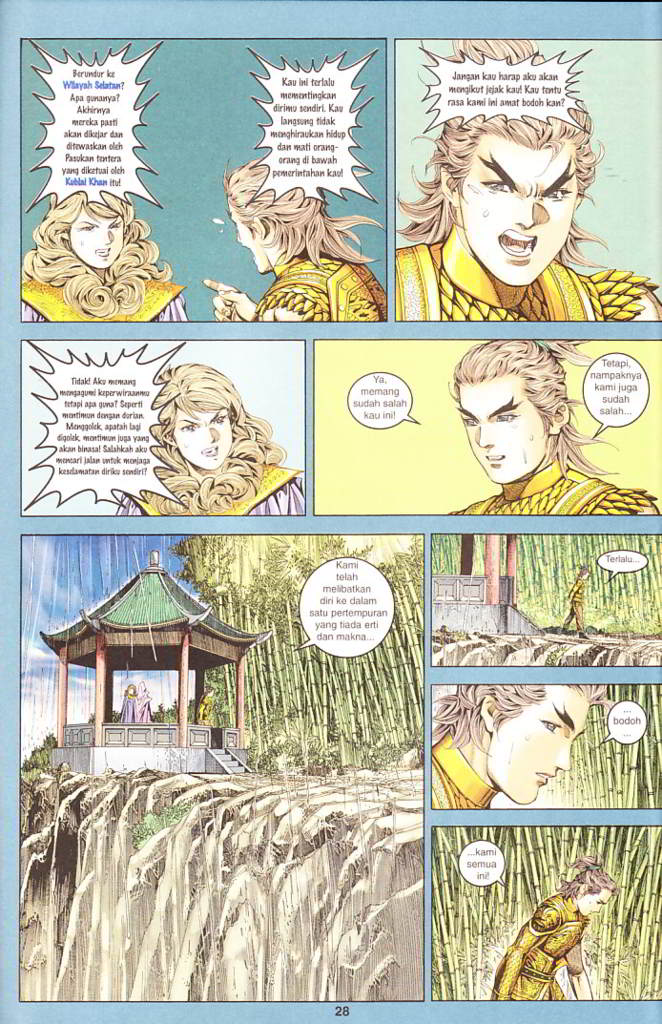 Berundur ke
Wilayah Selatan?
Apa gunanya?
Akhirnya
mereka pasti
akan dikejar dan
ditewaskan oleh
Pasukan tentera
yang diketuai oleh
Kublai Khan itu!
Kau ini terlalu
mementingkan
dirimu sendiri. Kau
langsung tidak
menghiraukan hidup
dan mati orang-
orang di bawah
pemerintahan kau!
Jangan kau harap aku akan
mengikut jejak kau! Kau tentu
rasa kami ini amat bodoh kan?
Tidak! Aku memang
mengagumi keperwiraanmu
tetapi apa guna? Seperti
mentimun dengan durian.
Menggolek, apatah lagi
digolek, mentimun juga yang
akan binasa! Salahkah aku
mencari jalan untuk menjaga
keselamatan diriku sendiri?
Ya,
memang
sudah salah
kau ini!
Tetapi,
nampaknya
kami juga
sudah
salah...
Kami
telah
melibatkan
diri ke dalam
satu pertempuran
yang tiada erti
dan makna...
Terlalu...
...
bodoh
...
...kami
semua
ini!
28